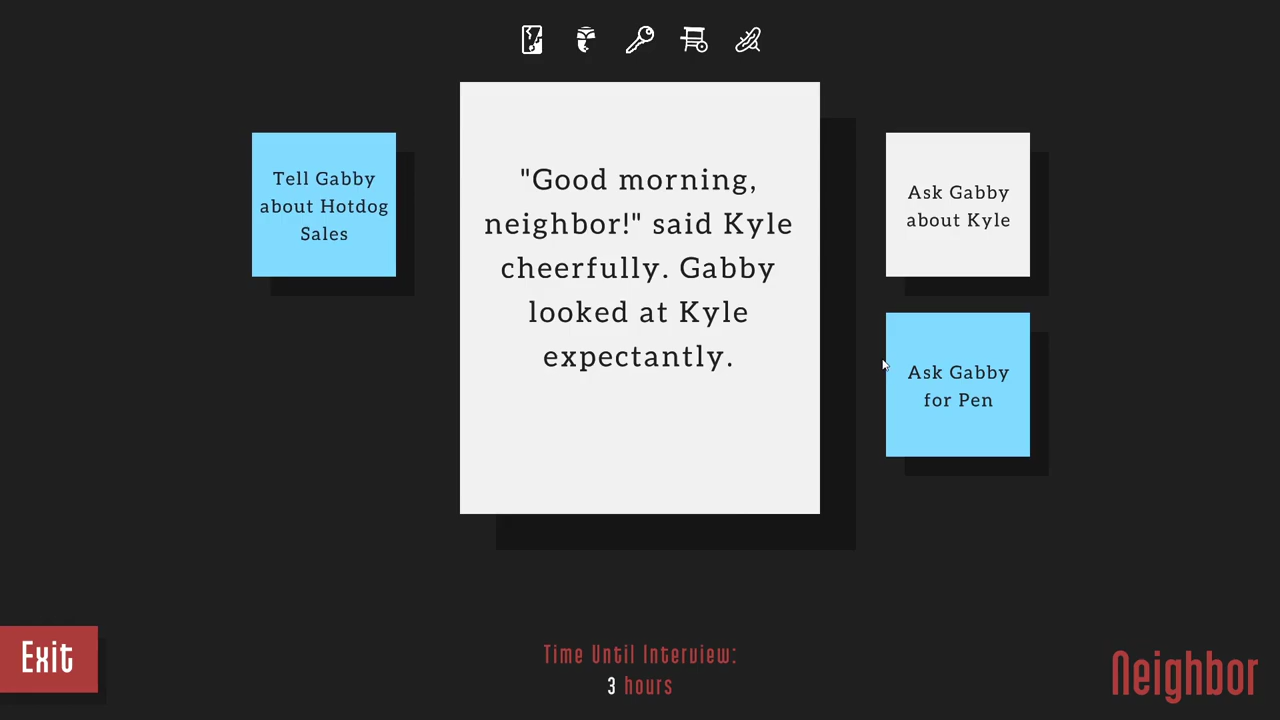 Tell Gabby
about Hotdog
Sales
"Good morning,
neighbor!" said Kyle
cheerfully. Gabby
looked at Kyle
expectantly.
Ask Gabby
about Kyle
Ask Gabby
for Pen
Exit
Time Until Interview:
3 hours
Neighbor